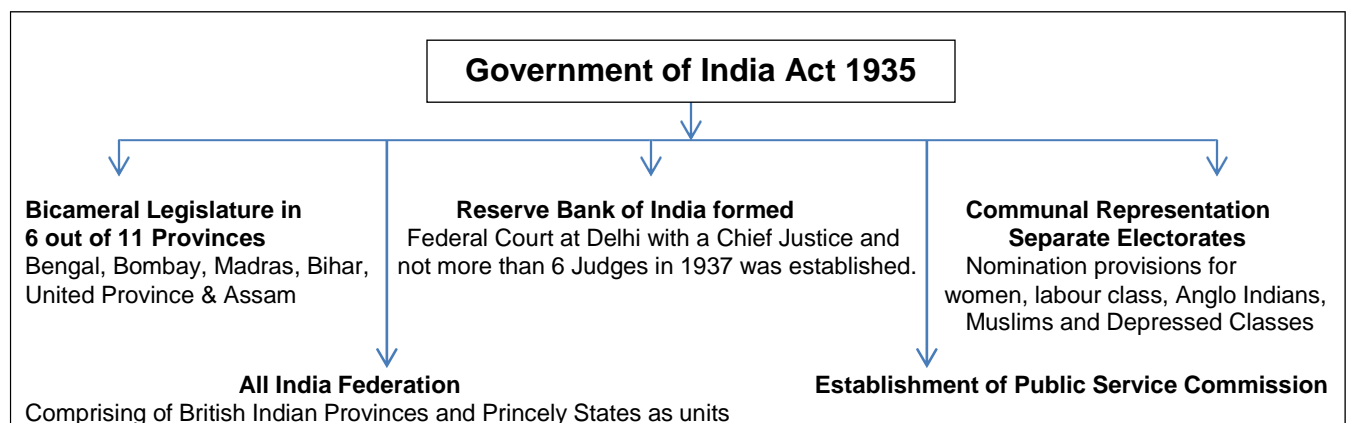 Government of India Act 1935
Bicameral Legislature in
6 out of 11 Provinces
Bengal, Bombay, Madras, Bihar,
United Province & Assam
Reserve Bank of India formed
Federal Court at Delhi with a Chief Justice and
not more than 6 Judges in 1937 was established.
Communal Representation
Separate Electorates
Nomination provisions for
women, labour class, Anglo Indians,
Muslims and Depressed Classes
All India Federation
Comprising of British Indian Provinces and Princely States as units
Establishment of Public Service Commission